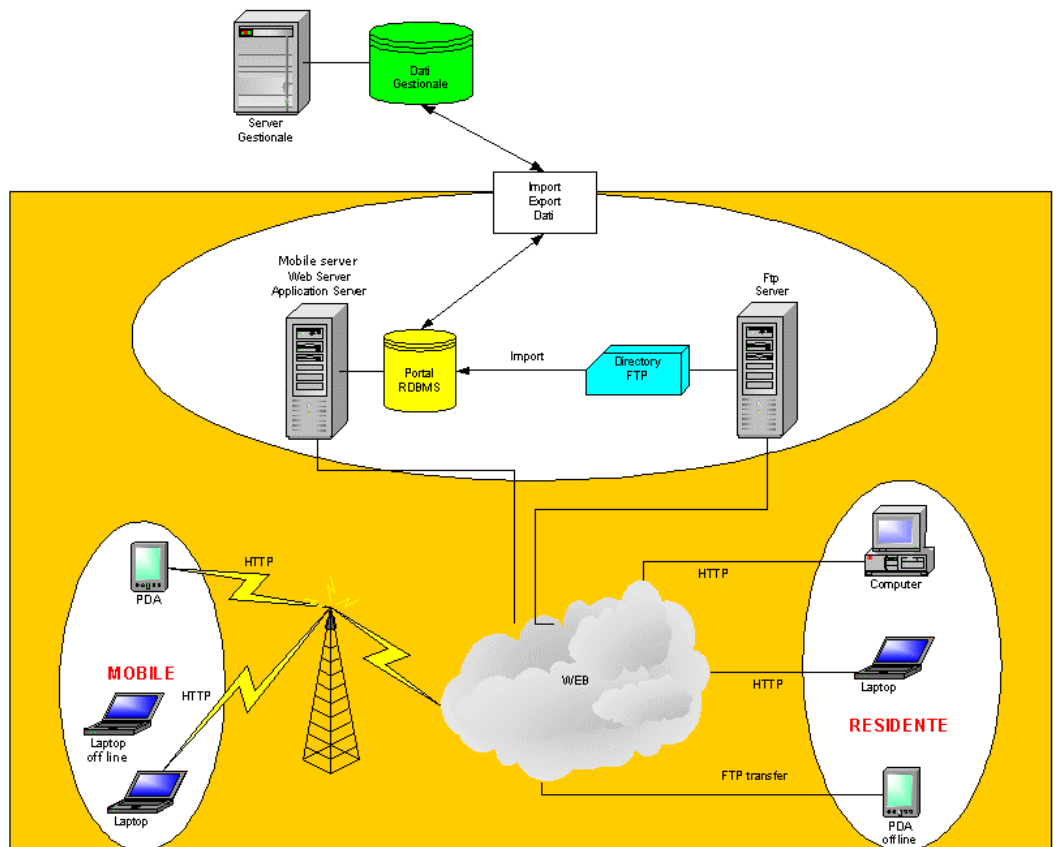 Dati
Gestionale
Server
Gestionale
Import
Export
Dati
Mobile server
Web Server
Application Server
Ftp
Server
Import
Directory
FTP
Portal
RDBMS
HTTP
HTTP
Computer
PDA
MOBILE
HTTP
WEB
HTTP
Laptop
RESIDENTE
Laptop
off line
FTP transfer
Laptop
PDA
offline